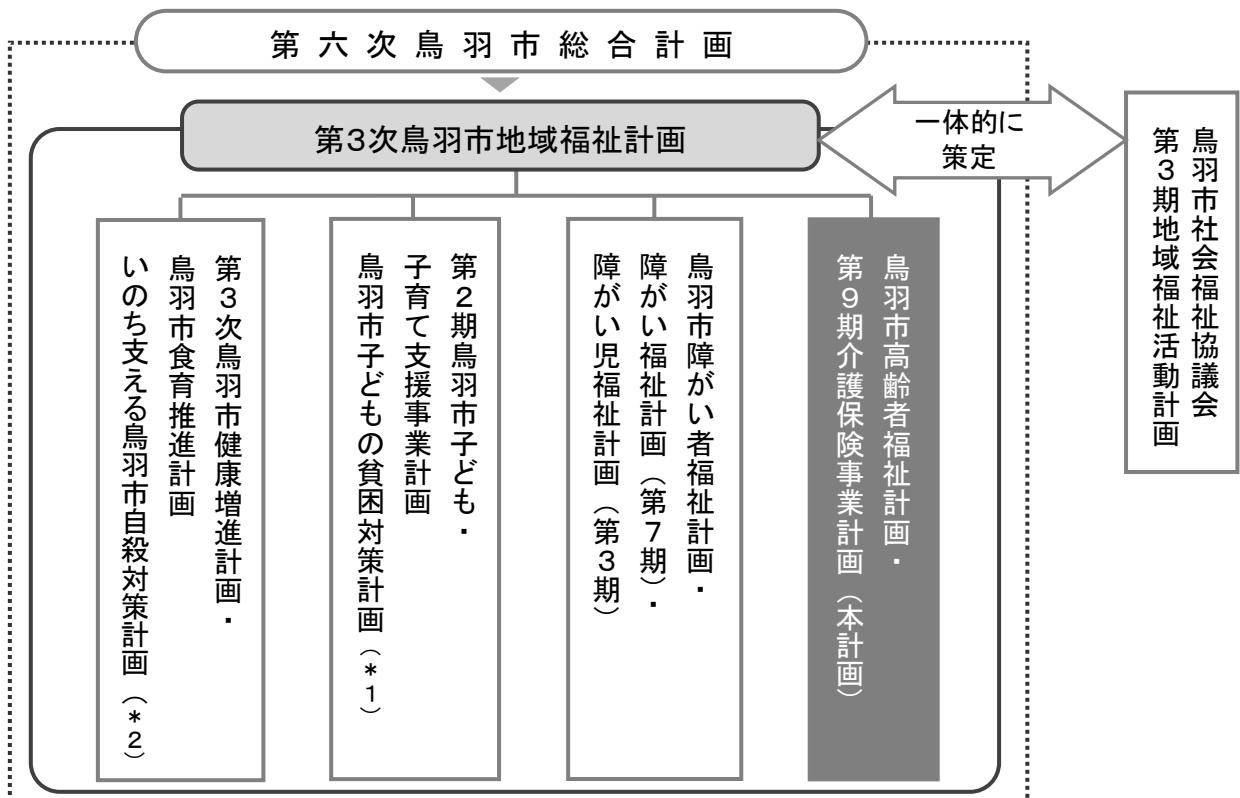 第六次鳥羽市総合計画
第3次鳥羽市地域福祉計画
一体的に
策定
鳥羽市社会福祉協議会
第3期地域福祉活動計画
鳥羽市高齢者福祉計画・
第9期介護保険事業計画(本計画)
鳥羽市障がい者福祉計画・
障がい福祉計画(第7期)・
障がい児福祉計画(第3期)
第2期鳥羽市子ども・
子育て支援事業計画
鳥羽市子どもの貧困対策計画(*1)
第3次鳥羽市健康増進計画・
鳥羽市食育推進計画
いのち支える鳥羽市自殺対策計画(*2)